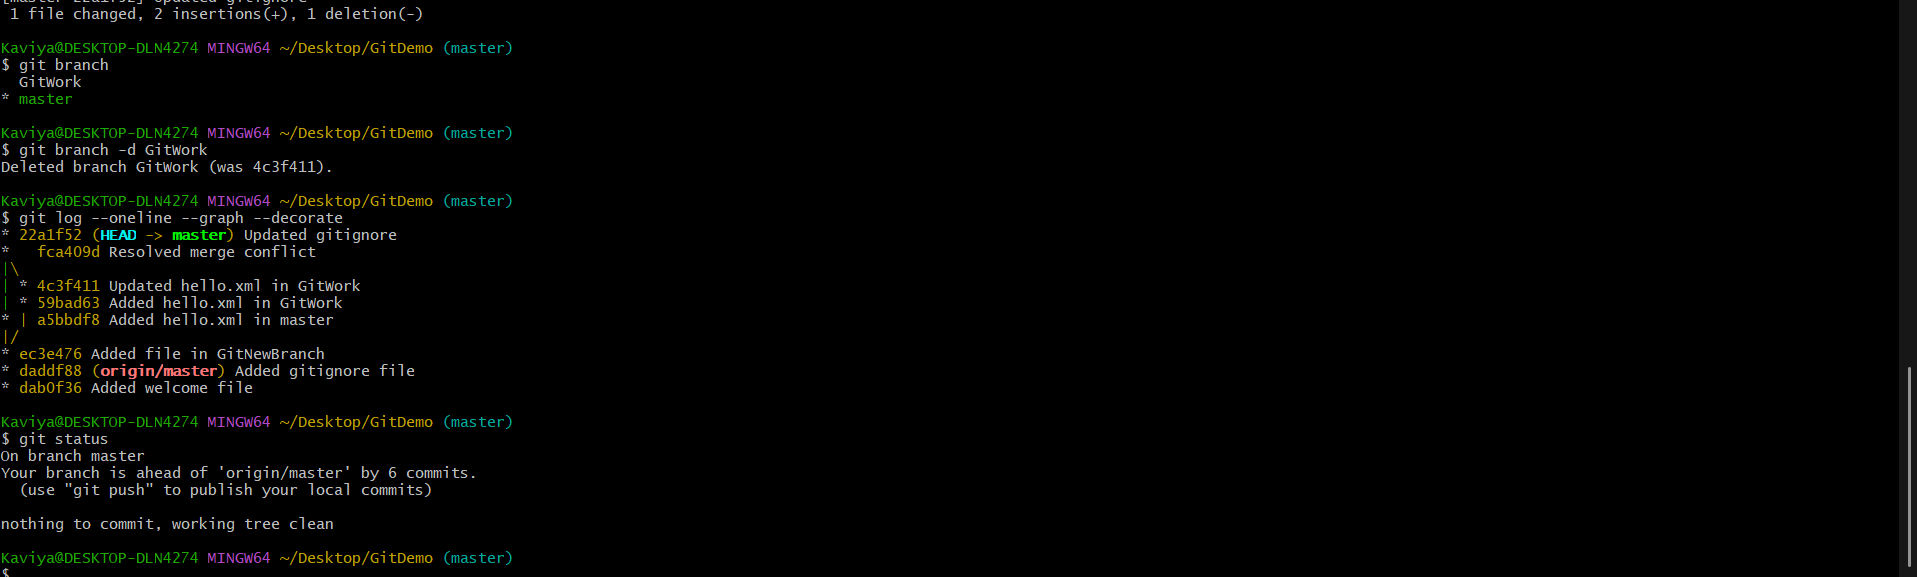 1 file changed, 2 insertions(+), 1 deletion(-)
Kaviya@DESKTOP-DLN4274 MINGW64 ~/Desktop/GitDemo (master)
$ git branch
  GitWork
* master
Kaviya@DESKTOP-DLN4274 MINGW64 ~/Desktop/GitDemo (master)
$ git branch -d GitWork
Deleted branch GitWork (was 4c3f411).
Kaviya@DESKTOP-DLN4274 MINGW64 ~/Desktop/GitDemo (master)
$ git log --oneline --graph --decorate
* 22a1f52 (HEAD -> master) Updated gitignore
*   fca409d Resolved merge conflict
|\
| * 4c3f411 Updated hello.xml in GitWork
| * 59bad63 Added hello.xml in GitWork
* | a5bbdf8 Added hello.xml in master
|/
* ec3e476 Added file in GitNewBranch
* daddf88 (origin/master) Added gitignore file
* dab0f36 Added welcome file
Kaviya@DESKTOP-DLN4274 MINGW64 ~/Desktop/GitDemo (master)
$ git status
On branch master
Your branch is ahead of 'origin/master' by 6 commits.
  (use "git push" to publish your local commits)
nothing to commit, working tree clean
Kaviya@DESKTOP-DLN4274 MINGW64 ~/Desktop/GitDemo (master)
$